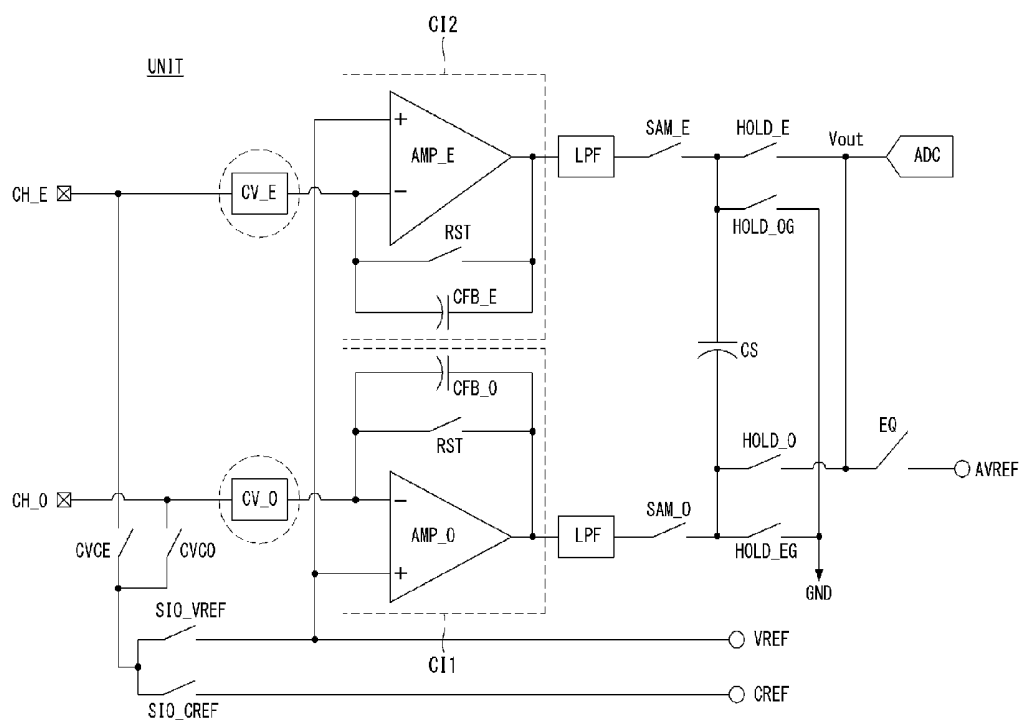 CI2
UNIT
AMP_E
SAM_E
HOLD_E
Vout
LPF
ADC
CH_E
CV_E
RST
HOLD_OG
CFB_E
CS
CFB_O
RST
HOLD_O
EQ
AVREF
CH_O
CV_O
AMP_O
LPF
SAM_O
HOLD_EG
CVCE
CVCO
GND
SIO_VREF
VREF
CI1
CREF
SIO_CREF